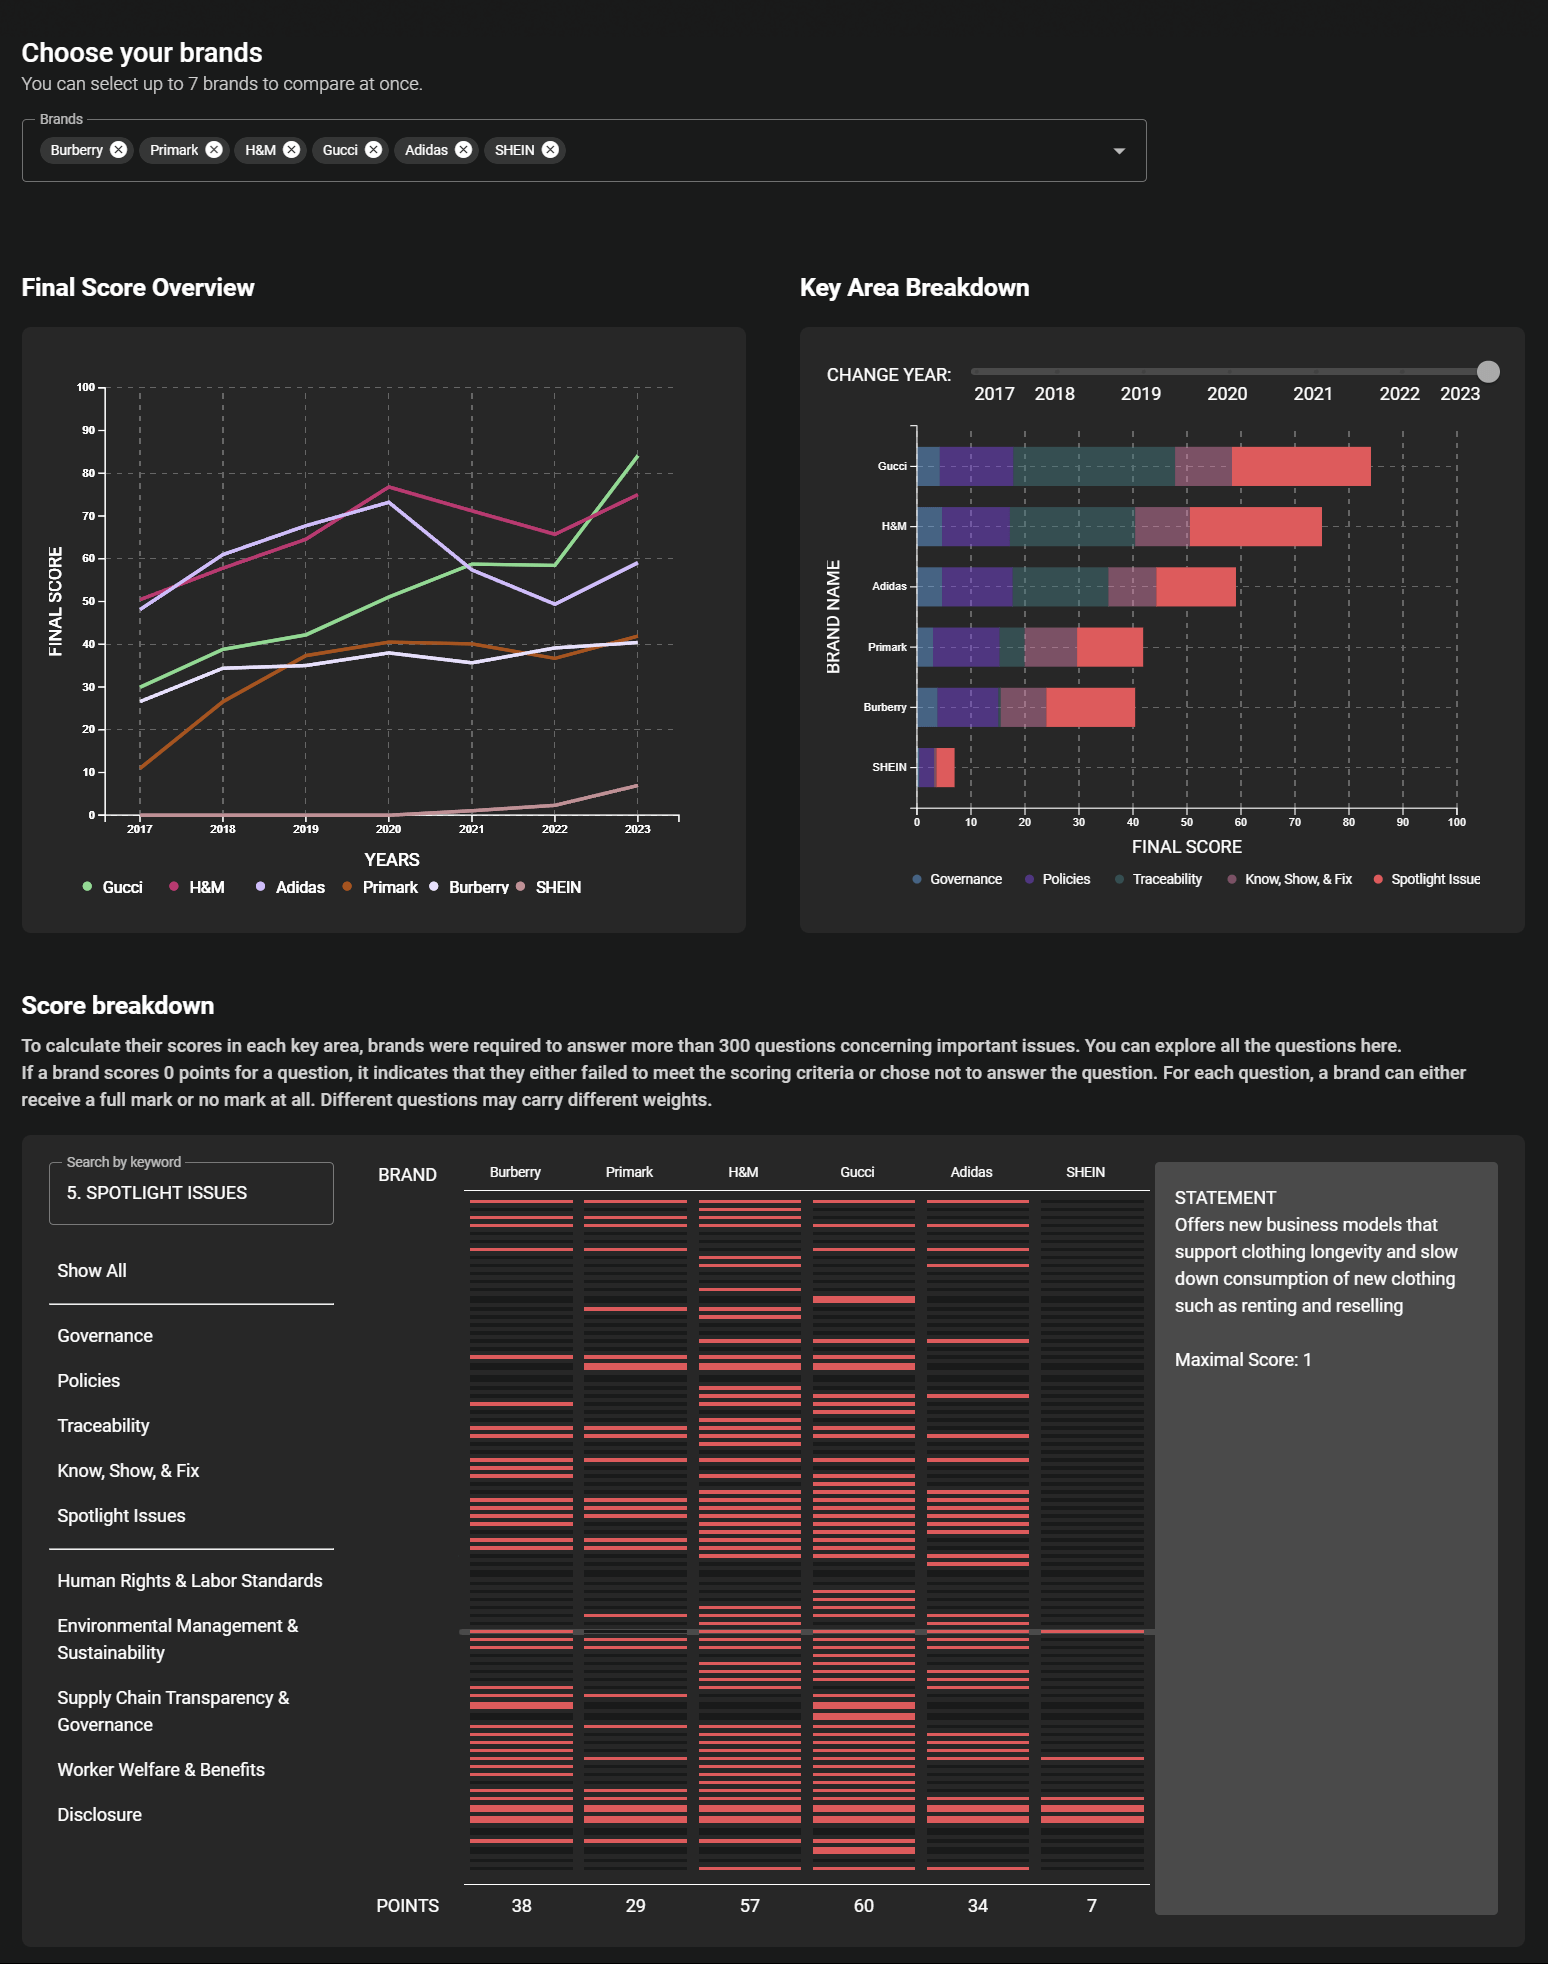 Choose your brands
You can select up to 7 brands to compare at once.
Brands
Burberry Primark H&M Gucci Adidas SHEIN
Final Score Overview
100
90
80
70
60
50
40
30
20
10
0
FINAL SCORE
2017 2018 2019 2020 2021 2022 2023
YEARS
Gucci H&M Adidas Primark Burberry SHEIN
Key Area Breakdown
CHANGE YEAR:
2017 2018 2019 2020 2021 2022 2023
BRAND NAME
Gucci
H&M
Adidas
Primark
Burberry
SHEIN
0 10 20 30 40 50 60 70 80 90 100
FINAL SCORE
Governance Policies Traceability Know, Show, & Fix Spotlight Issue
Score breakdown
To calculate their scores in each key area, brands were required to answer more than 300 questions concerning important issues. You can explore all the questions here.
If a brand scores 0 points for a question, it indicates that they either failed to meet the scoring criteria or chose not to answer the question. For each question, a brand can either
receive a full mark or no mark at all. Different questions may carry different weights.
Search by keyword
5. SPOTLIGHT ISSUES
Show All
Governance
Policies
Traceability
Know, Show, & Fix
Spotlight Issues
Human Rights & Labor Standards
Environmental Management &
Sustainability
Supply Chain Transparency &
Governance
Worker Welfare & Benefits
Disclosure
BRAND Burberry Primark H&M Gucci Adidas SHEIN
POINTS 38 29 57 60 34 7
STATEMENT
Offers new business models that
support clothing longevity and slow
down consumption of new clothing
such as renting and reselling
Maximal Score: 1